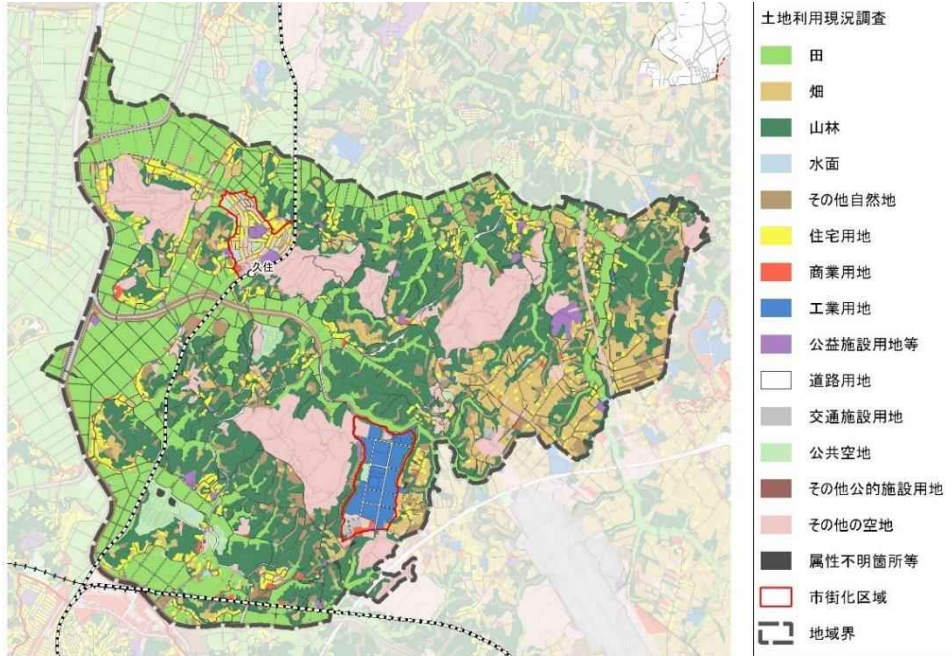 久住
土地利用現況調査
田
畑
山林
水面
その他自然地
住宅用地
商業用地
工業用地
公益施設用地等
道路用地
交通施設用地
公共空地
その他公的施設用地
その他の空地
属性不明箇所等
市街化区域
地域界